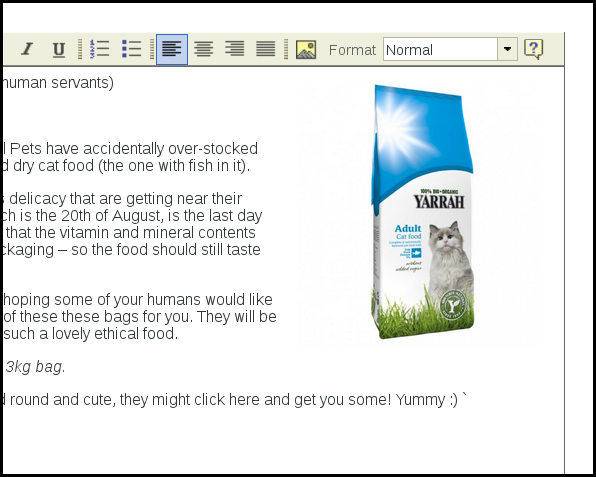 I U Format Normal ?
human servants)
l Pets have accidentally over-stocked
d dry cat food (the one with fish in it).
s delicacy that are getting near their
ch is the 20th of August, is the last day
that the vitamin and mineral contents
ckaging – so the food should still taste
hoping some of your humans would like
of these these bags for you. They will be
such a lovely ethical food.
3kg bag.
d round and cute, they might click here and get you some! Yummy :) `
100% BIO-ORGANIC
YARRAH
Adult
Cat food
without
added sugar